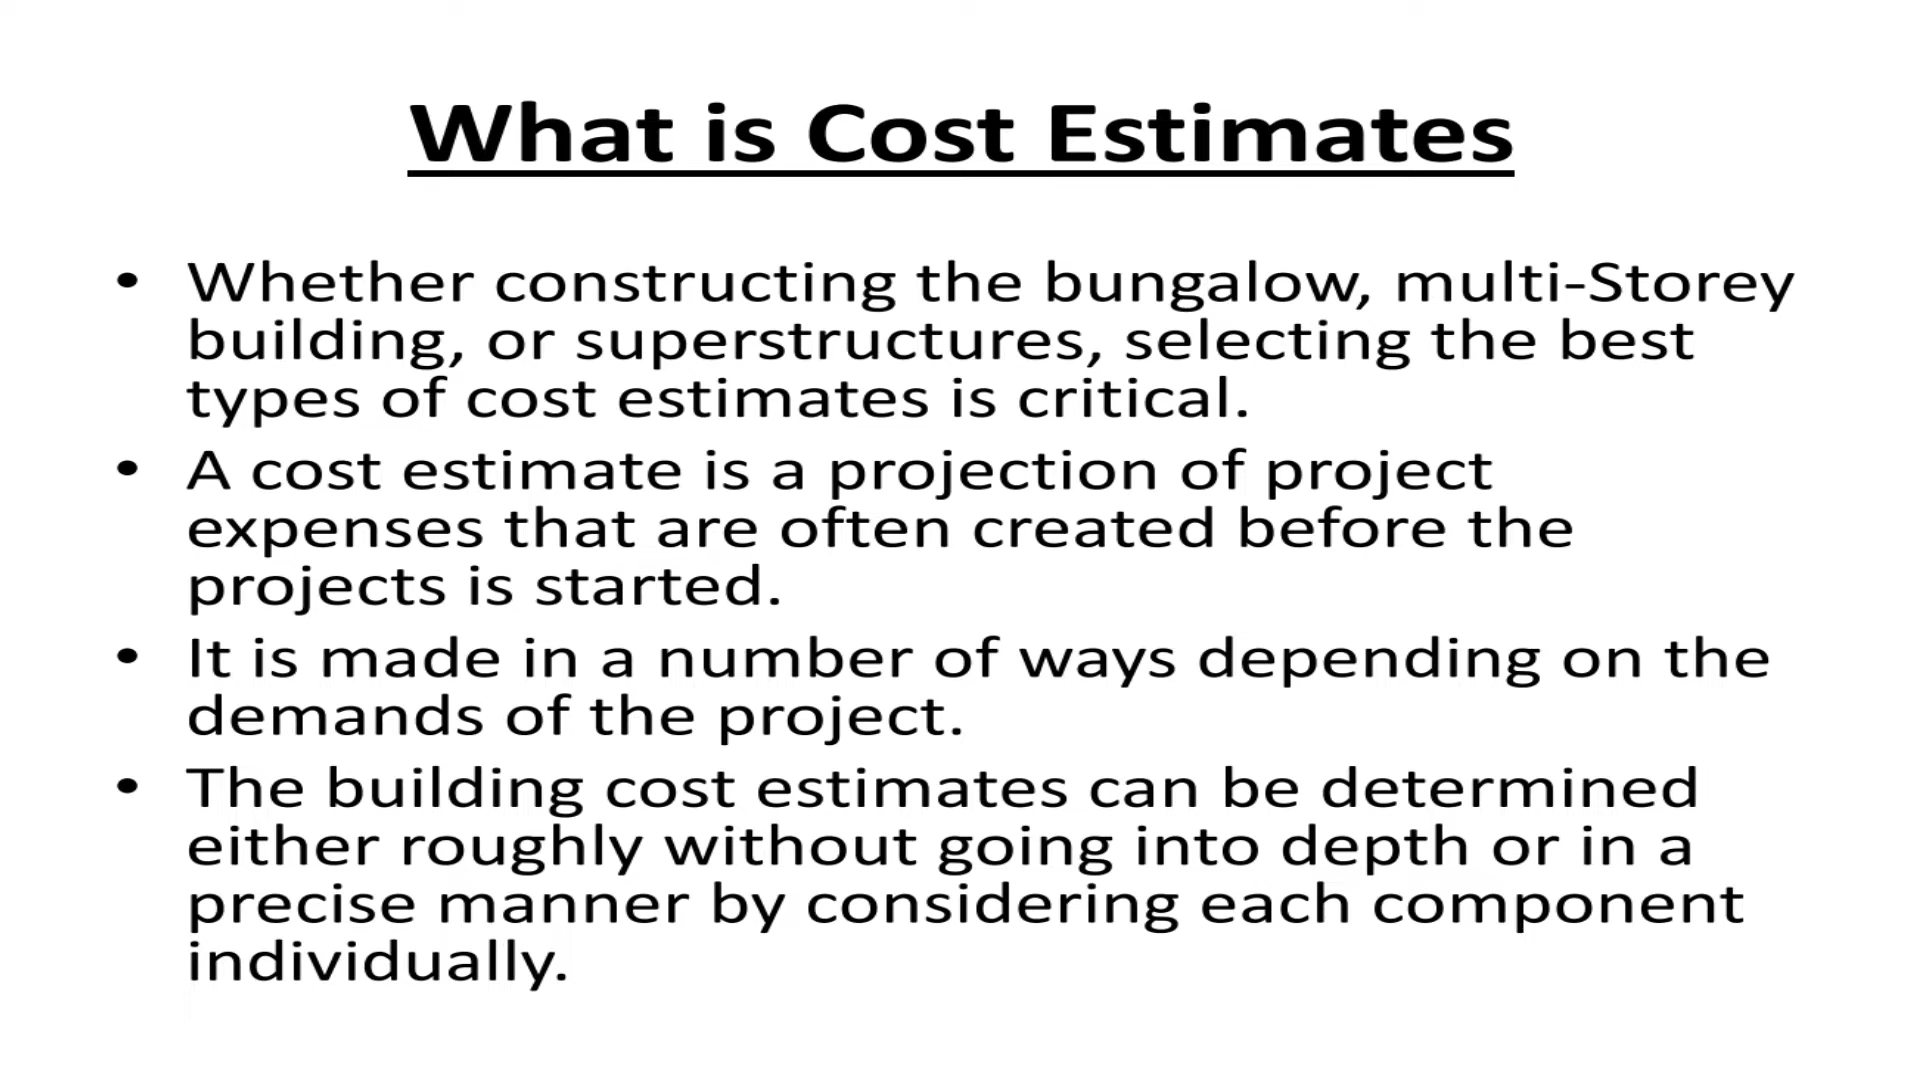 What is Cost Estimates
• Whether constructing the bungalow, multi-Storey
building, or superstructures, selecting the best
types of cost estimates is critical.
• A cost estimate is a projection of project
expenses that are often created before the
projects is started.
• It is made in a number of ways depending on the
demands of the project.
• The building cost estimates can be determined
either roughly without going into depth or in a
precise manner by considering each component
individually.